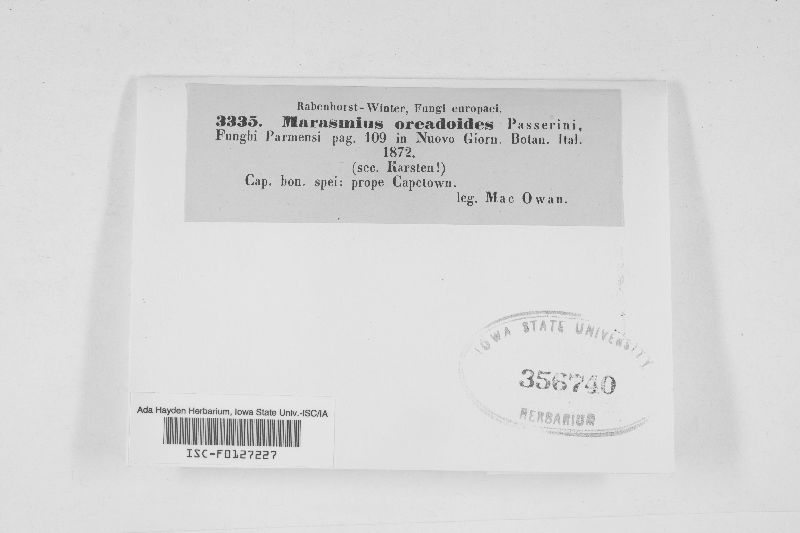 Rabenhorst-Winter, Fungi europaei.
3335. Marasmius oreadoides Passerini,
Funghi Parmensi pag. 109 in Nuovo Giorn. Botan. Ital.
1872.
(sec. Karsten!)
Cap. bon. spei: prope Capetown.
leg. Mac Owan.
IOWA STATE UNIVERSITY
356740
HERBARIUM
Ada Hayden Herbarium, Iowa State Univ.-ISC/IA
ISC-F0127227